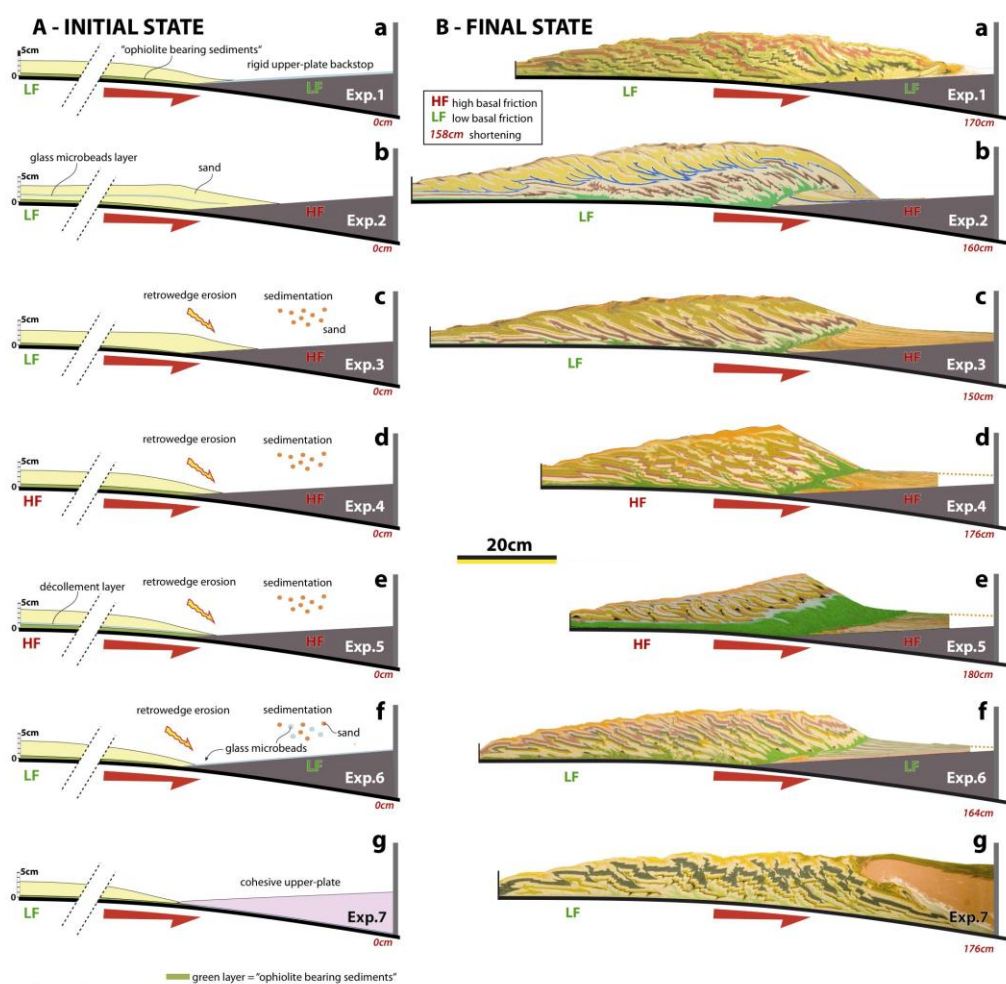 A - INITIAL STATE
a
5cm
0
LF
"ophiolite bearing sediments"
rigid upper-plate backstop
LF
Exp.1
0cm
b
glass microbeads layer
sand
5cm
0
LF
HF
Exp.2
0cm
c
retrowedge erosion
sedimentation
sand
5cm
0
LF
HF
Exp.3
0cm
d
retrowedge erosion
sedimentation
5cm
0
HF
HF
Exp.4
0cm
e
décollement layer
retrowedge erosion
sedimentation
5cm
0
HF
HF
Exp.5
0cm
f
retrowedge erosion
sedimentation
sand
glass microbeads
5cm
0
LF
LF
Exp.6
0cm
g
cohesive upper-plate
5cm
0
LF
Exp.7
0cm
green layer = "ophiolite bearing sediments"
B - FINAL STATE
a
HF high basal friction
LF low basal friction
158cm shortening
LF
LF
Exp.1
170cm
b
LF
HF
Exp.2
160cm
c
LF
HF
Exp.3
150cm
d
HF
HF
Exp.4
176cm
20cm
e
HF
HF
Exp.5
180cm
f
LF
LF
Exp.6
164cm
g
LF
Exp.7
176cm